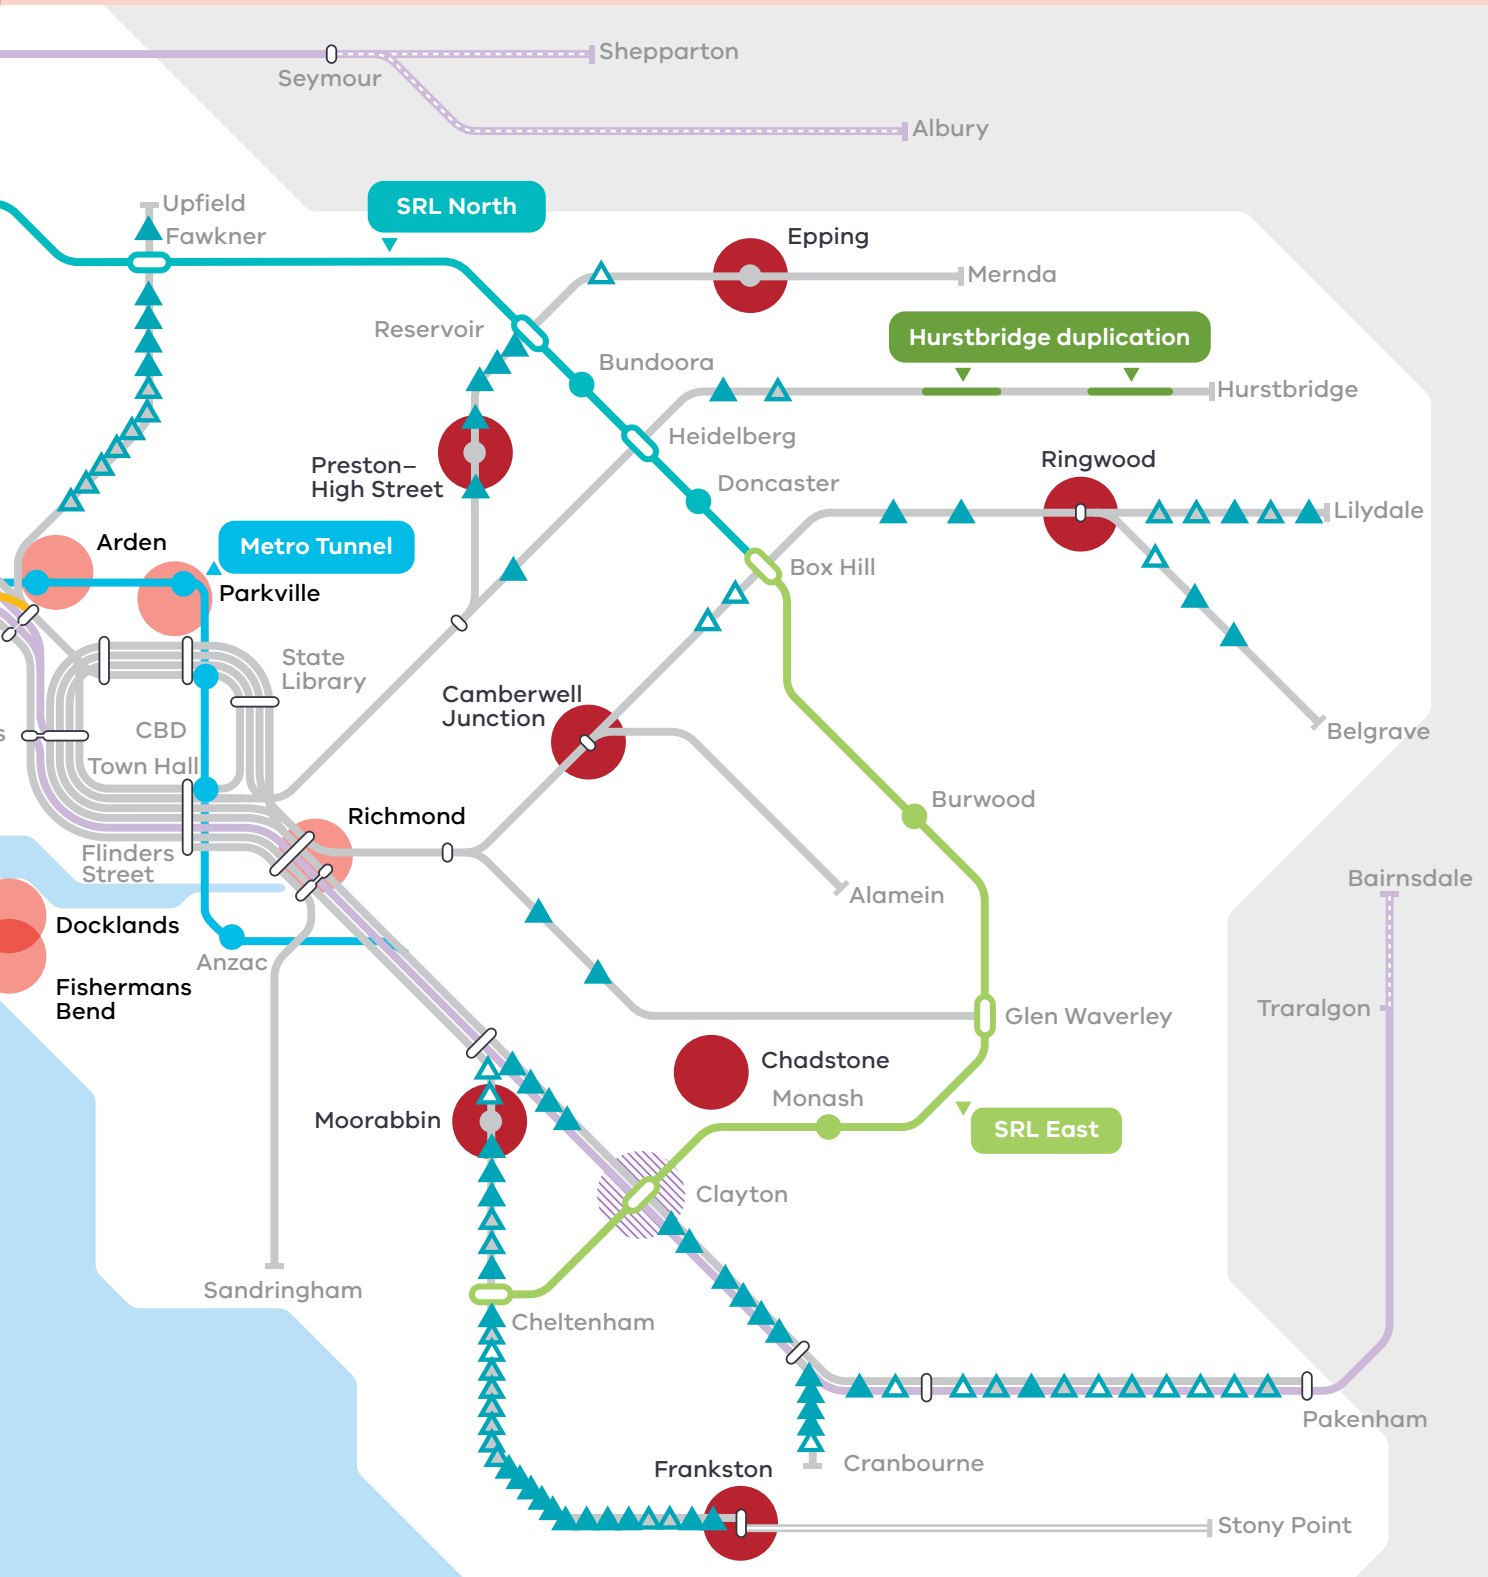 Shepparton
Seymour
Albury
Upfield
SRL North
Fawkner
Epping
Mernda
Reservoir
Hurstbridge duplication
Bundoora
Hurstbridge
Heidelberg
Ringwood
Preston–
High Street
Doncaster
Lilydale
Arden
Metro Tunnel
Box Hill
Parkville
State
Library
Camberwell
Junction
s
CBD
Belgrave
Town Hall
Burwood
Richmond
Flinders
Street
Bairnsdale
Alamein
Docklands
Anzac
Fishermans
Bend
Traralgon
Glen Waverley
Chadstone
Monash
Moorabbin
SRL East
Clayton
Sandringham
Cheltenham
Pakenham
Cranbourne
Frankston
Stony Point